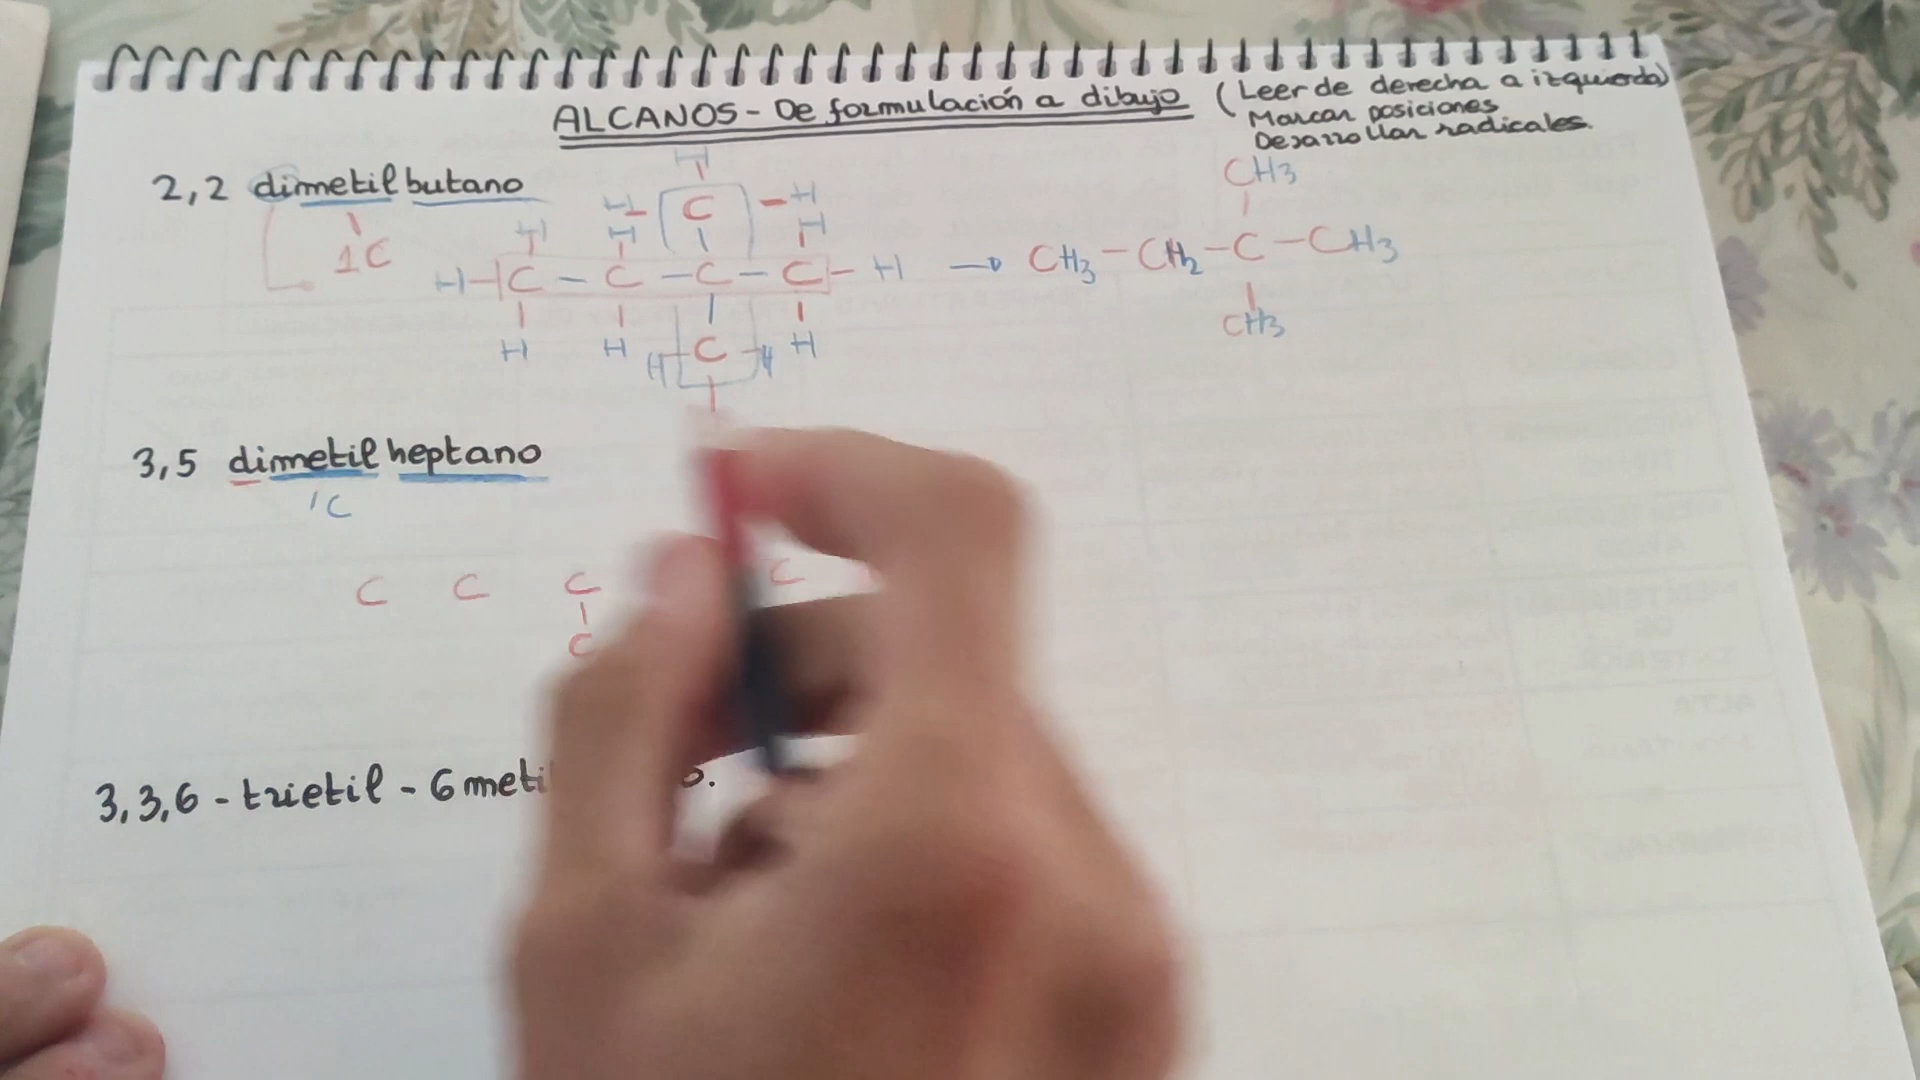 ALCANOS - De formulación a dibujo (Leer de derecha a izquierda)
Marcar posiciones
Desarrollar radicales.
2,2 dimetil butano
1C
H
H - C - H
H H H
H - C - C - C - C - H → CH3 - CH2 - C - CH3
CH3
CH3
H H H - C - H H
3,5 dimetil heptano
1C
C C C C
C
3,3,6 - trietil - 6 meti
o.